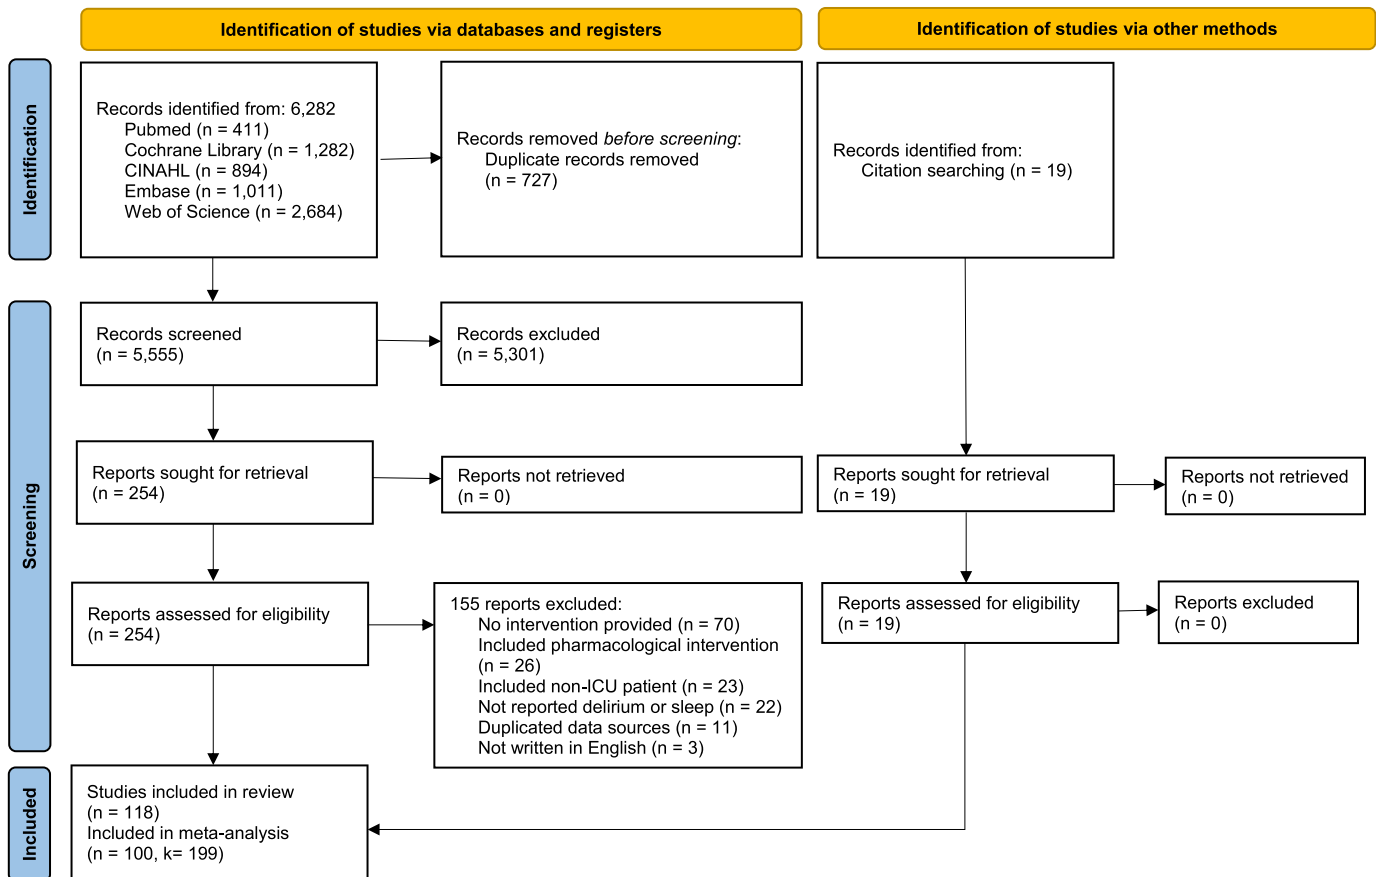 Identification of studies via databases and registers
Identification of studies via other methods
Identification
Records identified from: 6,282
Pubmed (n = 411)
Cochrane Library (n = 1,282)
CINAHL (n = 894)
Embase (n = 1,011)
Web of Science (n = 2,684)
Records removed before screening:
Duplicate records removed
(n = 727)
Records identified from:
Citation searching (n = 19)
Screening
Records screened
(n = 5,555)
Records excluded
(n = 5,301)
Reports sought for retrieval
(n = 254)
Reports not retrieved
(n = 0)
Reports sought for retrieval
(n = 19)
Reports not retrieved
(n = 0)
Reports assessed for eligibility
(n = 254)
155 reports excluded:
No intervention provided (n = 70)
Included pharmacological intervention
(n = 26)
Included non-ICU patient (n = 23)
Not reported delirium or sleep (n = 22)
Duplicated data sources (n = 11)
Not written in English (n = 3)
Reports assessed for eligibility
(n = 19)
Reports excluded
(n = 0)
Included
Studies included in review
(n = 118)
Included in meta-analysis
(n = 100, k= 199)